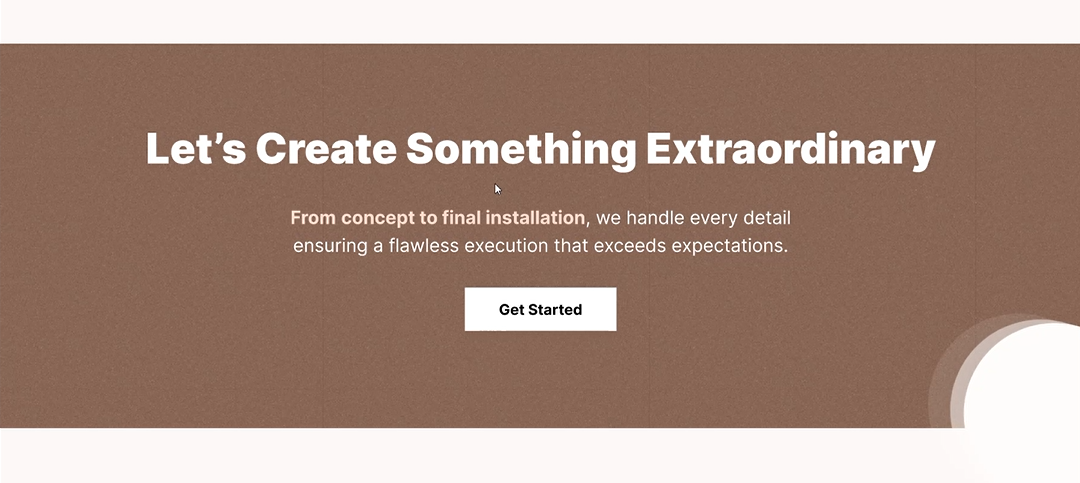 Let’s Create Something Extraordinary
From concept to final installation, we handle every detail
ensuring a flawless execution that exceeds expectations.
Get Started